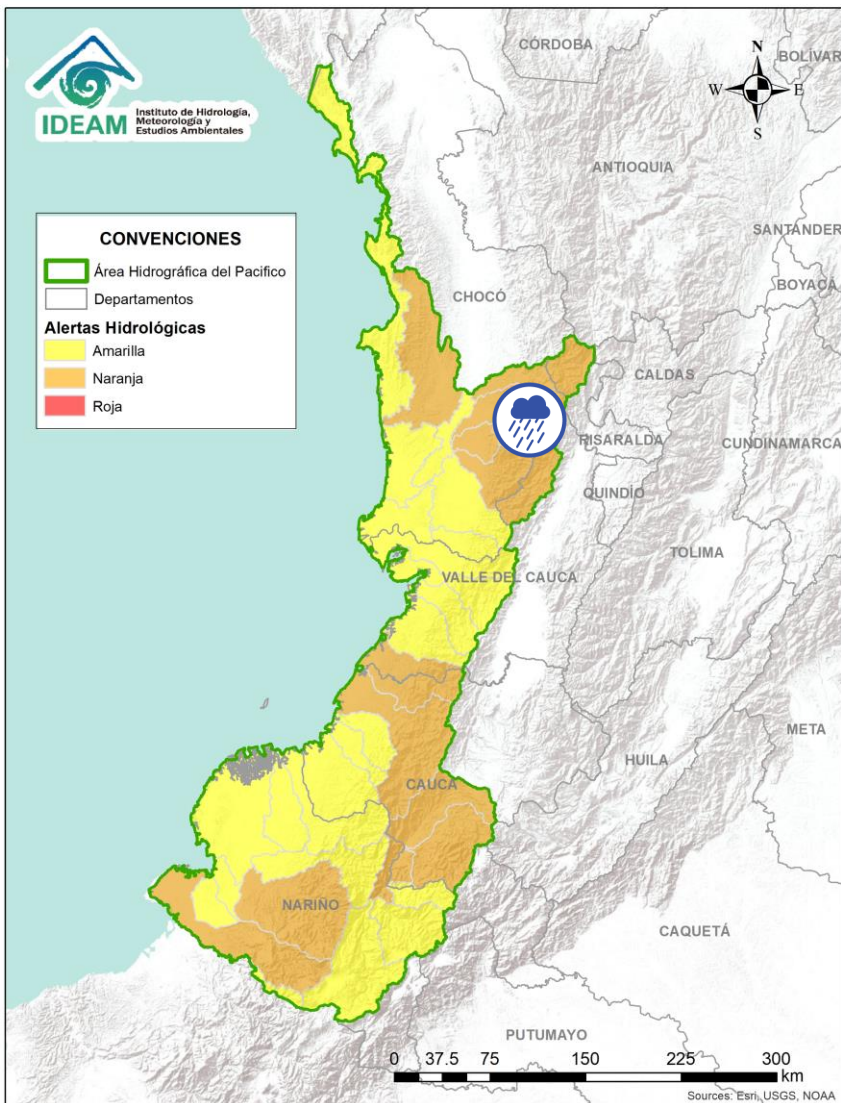 IDEAM
Instituto de Hidrología,
Meteorología y
Estudios Ambientales
CÓRDOBA
BOLÍVAR
N
W
E
S
ANTIOQUIA
SANTANDER
BOYACÁ
CONVENCIONES
Área Hidrográfica del Pacifico
Departamentos
Alertas Hidrológicas
Amarilla
Naranja
Roja
CHOCÓ
CALDAS
RISARALDA
CUNDINAMARCA
QUINDÍO
TOLIMA
VALLE DEL CAUCA
META
HUILA
CAUCA
NARIÑO
CAQUETÁ
PUTUMAYO
0 37.5 75 150 225 300
km
Sources: Esri, USGS, NOAA